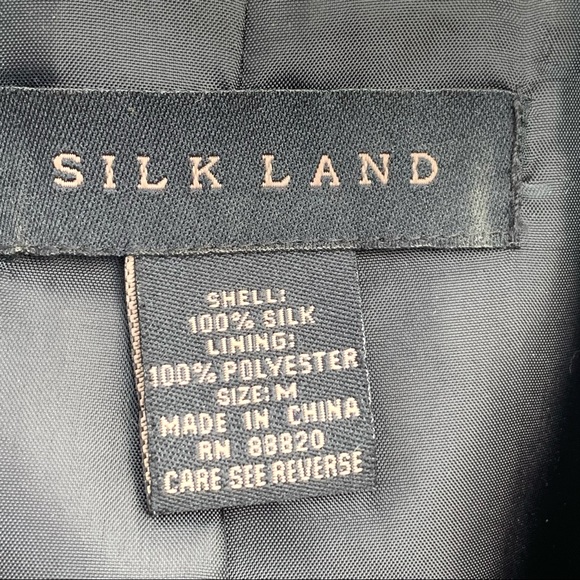 SILK LAND
SHELL:
100% SILK
LINING:
100% POLYESTER
SIZE: M
MADE IN CHINA
RN 88820
CARE SEE REVERSE